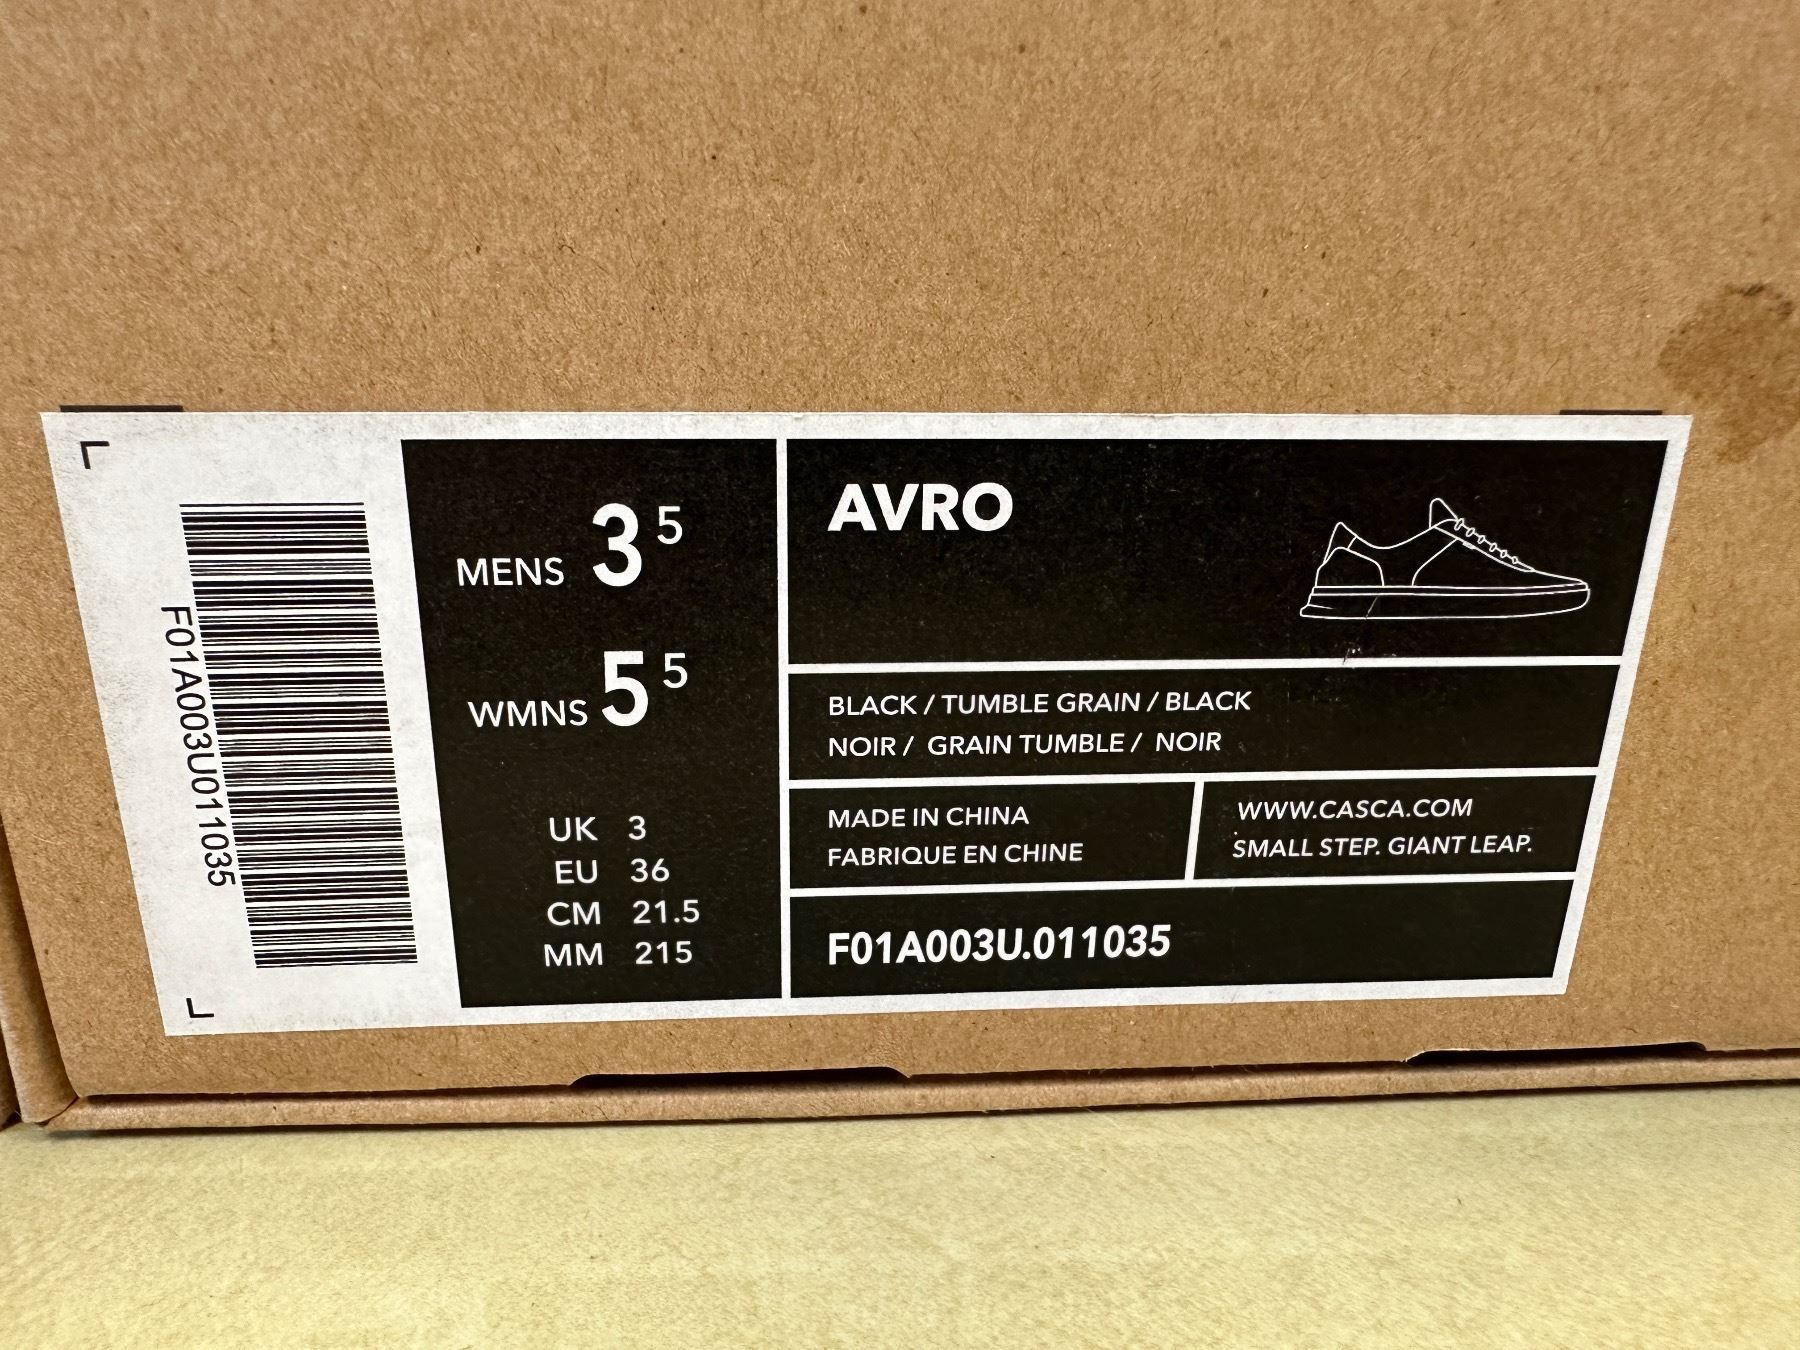 F01A003U011035
MENS 3 5
WMNS 5 5
UK 3
EU 36
CM 21.5
MM 215
AVRO
BLACK / TUMBLE GRAIN / BLACK
NOIR / GRAIN TUMBLE / NOIR
MADE IN CHINA
FABRIQUE EN CHINE
WWW.CASCA.COM
SMALL STEP. GIANT LEAP.
F01A003U.011035